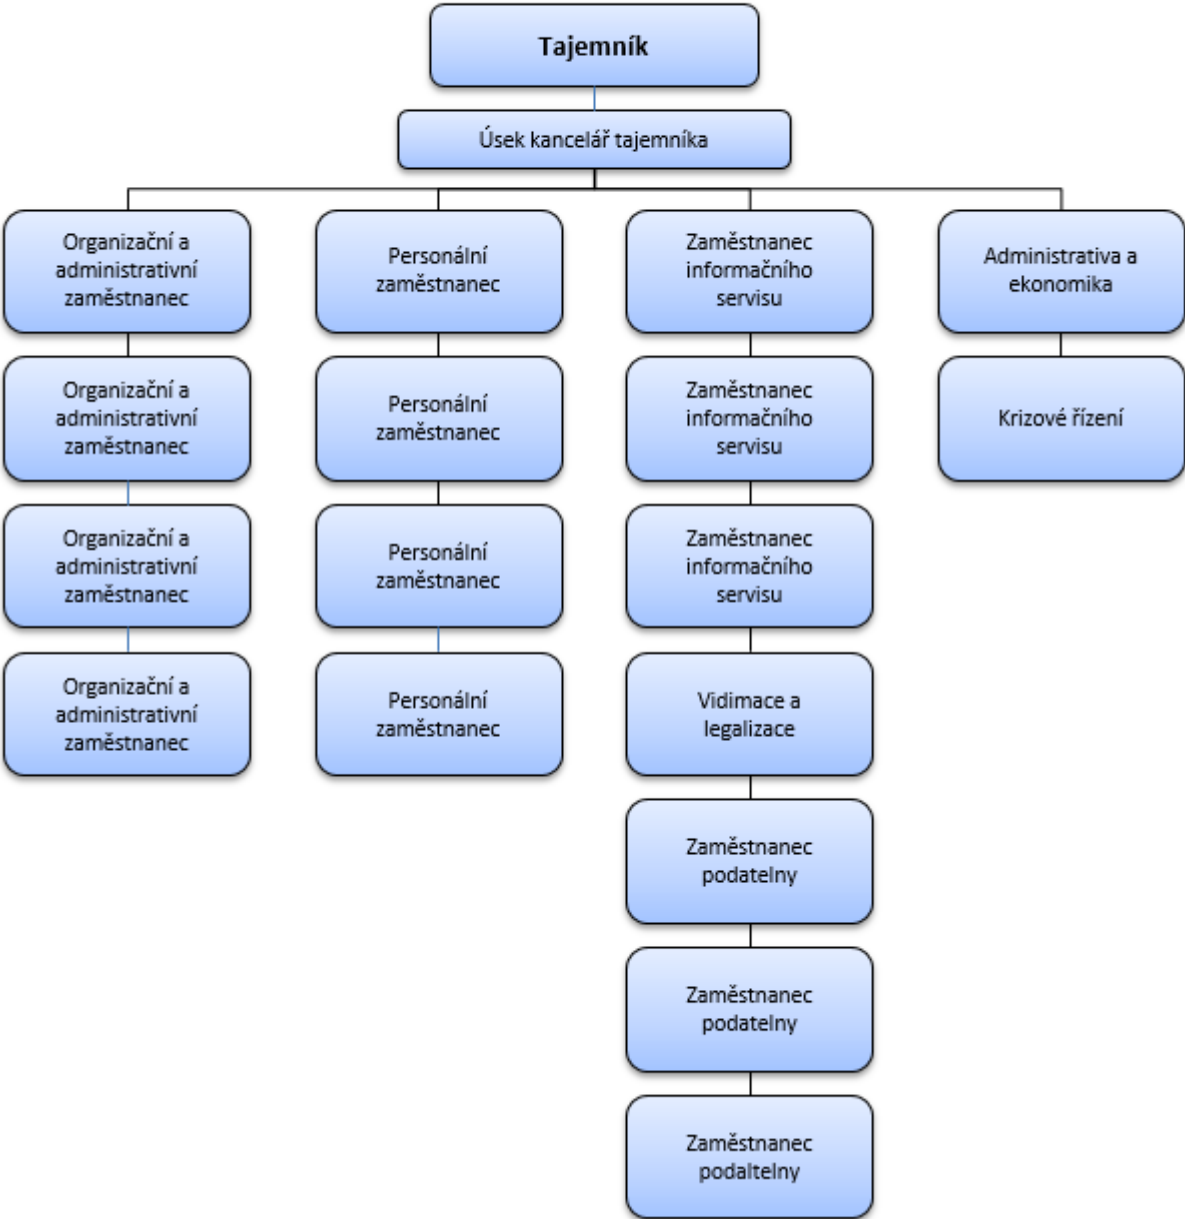 Tajemník
Úsek kancelář tajemníka
Organizační a
administrativní
zaměstnanec
Personální
zaměstnanec
Zaměstnanec
informačního
servisu
Administrativa a
ekonomika
Organizační a
administrativní
zaměstnanec
Personální
zaměstnanec
Zaměstnanec
informačního
servisu
Krizové řízení
Organizační a
administrativní
zaměstnanec
Personální
zaměstnanec
Zaměstnanec
informačního
servisu
Organizační a
administrativní
zaměstnanec
Personální
zaměstnanec
Vidimace a
legalizace
Zaměstnanec
podatelny
Zaměstnanec
podatelny
Zaměstnanec
podaltelny